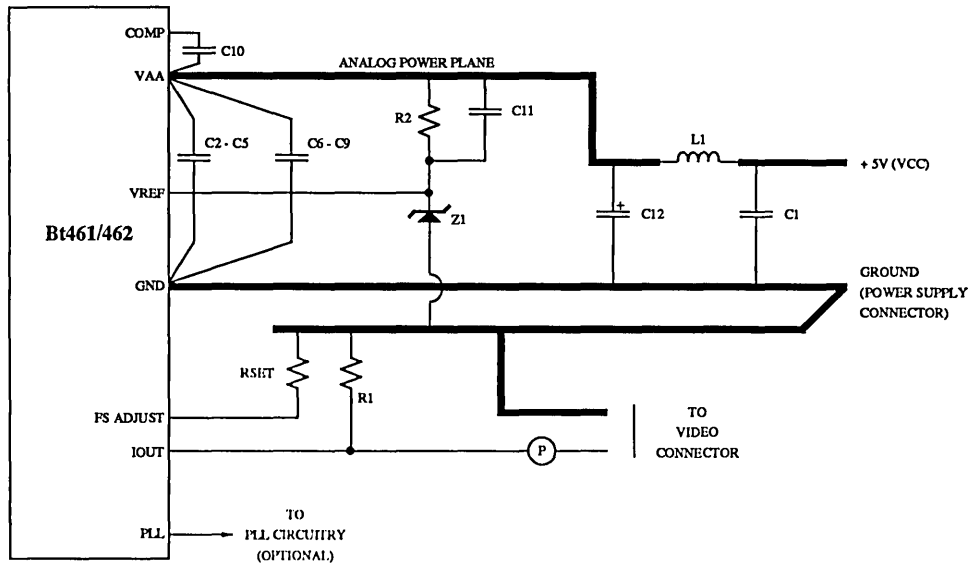 COMP
C10
VAA
ANALOG POWER PLANE
R2
C11
C2 - C5
C6 - C9
L1
+ 5V (VCC)
VREF
Z1
+
C12
C1
Bt461/462
GND
GROUND
(POWER SUPPLY
CONNECTOR)
RSET
R1
FS ADJUST
TO
VIDEO
CONNECTOR
IOUT
P
PLL
TO
PLL CIRCUITRY
(OPTIONAL)